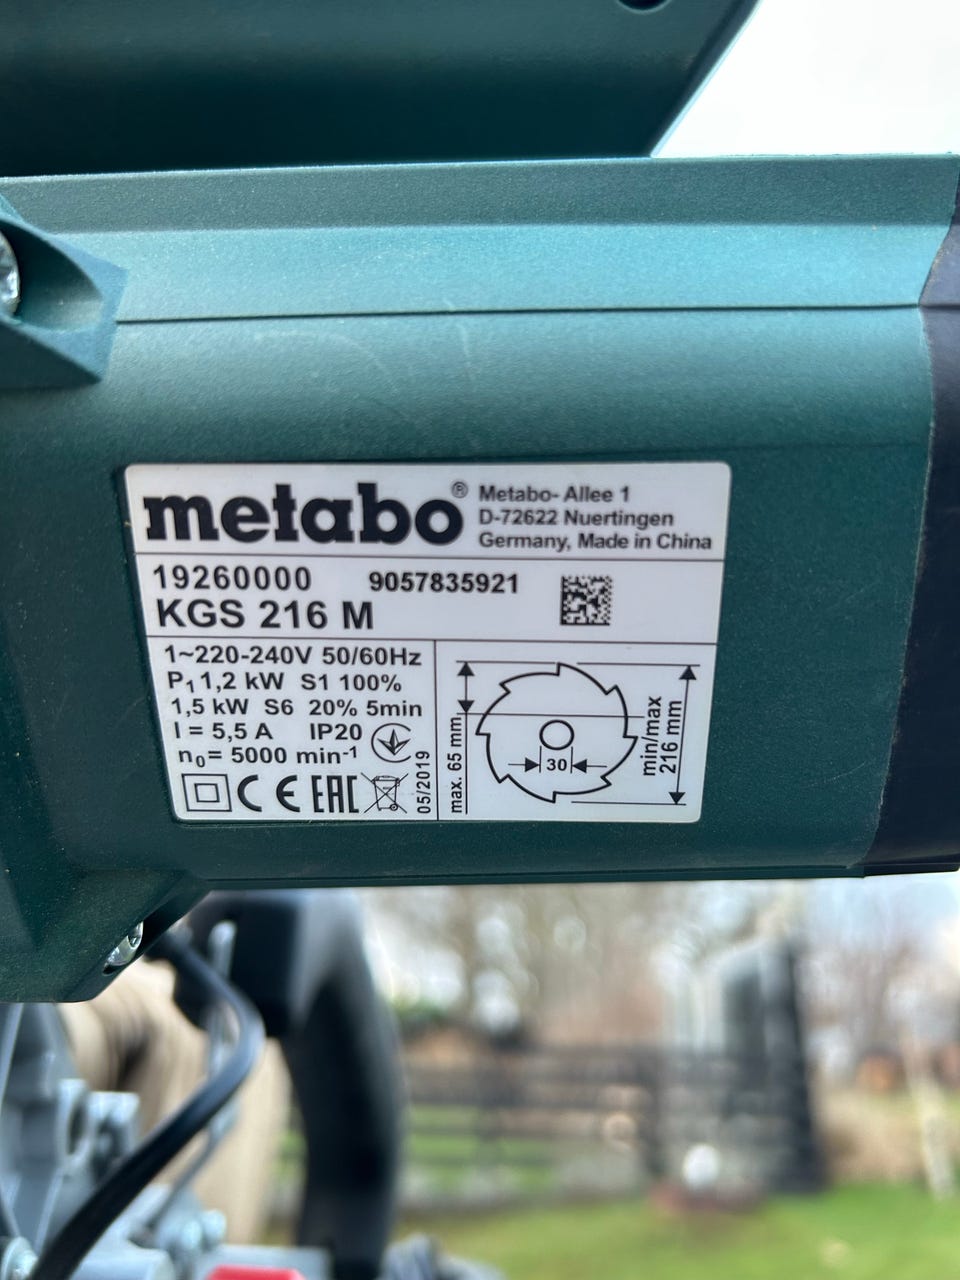 metabo®
Metabo- Allee 1
D-72622 Nuertingen
Germany, Made in China
19260000 9057835921
KGS 216 M
1~220-240V 50/60Hz
P1 1,2 kW S1 100%
1,5 kW S6 20% 5min
I = 5,5 A IP20
n0= 5000 min-1
CE EAC
05/2019
max. 65 mm
30
min/max
216 mm